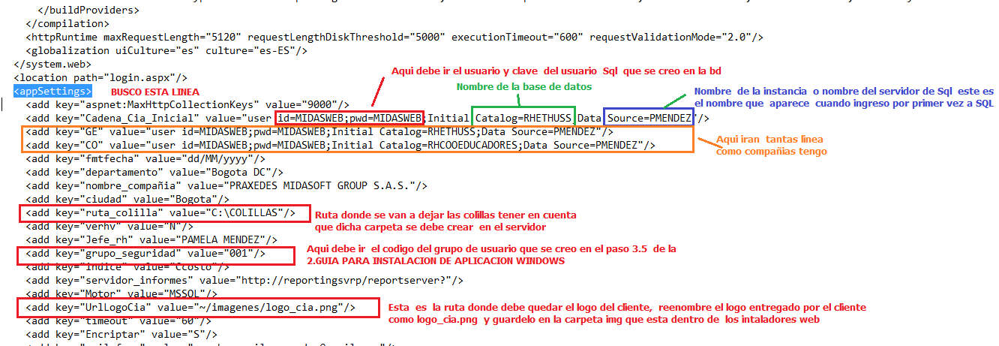 </buildProviders>
</compilation>
<httpRuntime maxRequestLength="5120" requestLengthDiskThreshold="5000" executionTimeout="600" requestValidationMode="2.0"/>
<globalization uiCulture="es" culture="es-ES"/>
</system.web>
<location path="login.aspx"/>
Aqui debe ir el usuario y clave del usuario Sql que se creo en la bd
<appSettings>
BUSCO ESTA LINEA
Nombre de la base de datos
Nombre de la instancia o nombre del servidor de Sql este es
el nombre que aparece cuando ingreso por primer vez a SQL
<add key="aspnet:MaxHttpCollectionKeys" value="9000"/>
<add key="Cadena_Cia_Inicial" value="user id=MIDASWEB;pwd=MIDASWEB;Initial Catalog=RHETHUSS;Data Source=PMENDEZ"/>
<add key="GE" value="user id=MIDASWEB;pwd=MIDASWEB;Initial Catalog=RHETHUSS;Data Source=PMENDEZ"/>
<add key="CO" value="user id=MIDASWEB;pwd=MIDASWEB;Initial Catalog=RHCOOEDUCADORES;Data Source=PMENDEZ"/>
Aqui iran tantas linea
como compañias tengo
<add key="fmtfecha" value="dd/MM/yyyy"/>
<add key="departamento" value="Bogota DC"/>
<add key="nombre_compañia" value="PRAXEDES MIDASOFT GROUP S.A.S."/>
<add key="ciudad" value="Bogota"/>
<add key="ruta_colilla" value="C:\COLILLAS"/>
Ruta donde se van a dejar las colillas tener en cuenta
que dicha carpeta se debe crear en el servidor
<add key="verhv" value="N"/>
<add key="Jefe_rh" value="PAMELA MENDEZ"/>
<add key="grupo_seguridad" value="001"/>
Aqui debe ir el codigo del grupo de usuario que se creo en el paso 3.5 de la
2.GUIA PARA INSTALACION DE APLICACION WINDOWS
<add key="indice" value="Ccosto"/>
<add key="servidor_informes" value="http://reportingsvrp/reportserver?"/>
<add key="Motor" value="MSSQL"/>
<add key="UrlLogoCia" value="~/imagenes/logo_cia.png"/>
Esta es la ruta donde debe quedar el logo del cliente, reenombre el logo entregado por el cliente
como logo_cia.png y guardelo en la carpeta img que esta dentro de los intaladores web
<add key="timeout" value="60"/>
<add key="Encriptar" value="S"/>